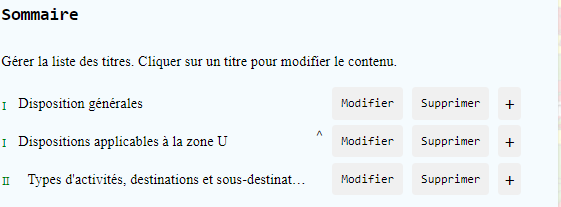 Sommaire
Gérer la liste des titres. Cliquer sur un titre pour modifier le contenu.
I Disposition générales Modifier Supprimer +
I Dispositions applicables à la zone U ^ Modifier Supprimer +
II Types d'activités, destinations et sous-destinat... Modifier Supprimer +